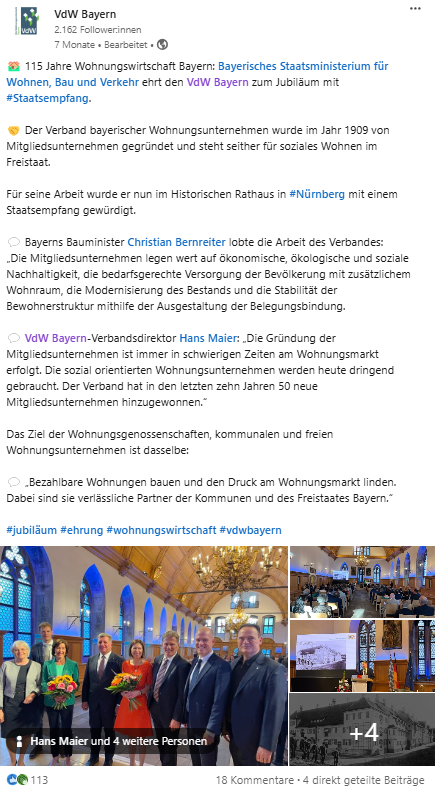 VdW Bayern
2.162 Follower:innen
7 Monate • Bearbeitet •
115 Jahre Wohnungswirtschaft Bayern: Bayerisches Staatsministerium für
Wohnen, Bau und Verkehr ehrt den VdW Bayern zum Jubiläum mit
#Staatsempfang.
Der Verband bayerischer Wohnungsunternehmen wurde im Jahr 1909 von
Mitgliedsunternehmen gegründet und steht seither für soziales Wohnen im
Freistaat.
Für seine Arbeit wurde er nun im Historischen Rathaus in #Nürnberg mit einem
Staatsempfang gewürdigt.
Bayerns Bauminister Christian Bernreiter lobte die Arbeit des Verbandes:
„Die Mitgliedsunternehmen legen wert auf ökonomische, ökologische und soziale
Nachhaltigkeit, die bedarfsgerechte Versorgung der Bevölkerung mit zusätzlichem
Wohnraum, die Modernisierung des Bestands und die Stabilität der
Bewohnerstruktur mithilfe der Ausgestaltung der Belegungsbindung.
VdW Bayern-Verbandsdirektor Hans Maier: „Die Gründung der
Mitgliedsunternehmen ist immer in schwierigen Zeiten am Wohnungsmarkt
erfolgt. Die sozial orientierten Wohnungsunternehmen werden heute dringend
gebraucht. Der Verband hat in den letzten zehn Jahren 50 neue
Mitgliedsunternehmen hinzugewonnen.“
Das Ziel der Wohnungsgenossenschaften, kommunalen und freien
Wohnungsunternehmen ist dasselbe:
„Bezahlbare Wohnungen bauen und den Druck am Wohnungsmarkt linden.
Dabei sind sie verlässliche Partner der Kommunen und des Freistaates Bayern.“
#jubiläum #ehrung #wohnungswirtschaft #vdwbayern
Hans Maier und 4 weitere Personen
+4
113
18 Kommentare • 4 direkt geteilte Beiträge